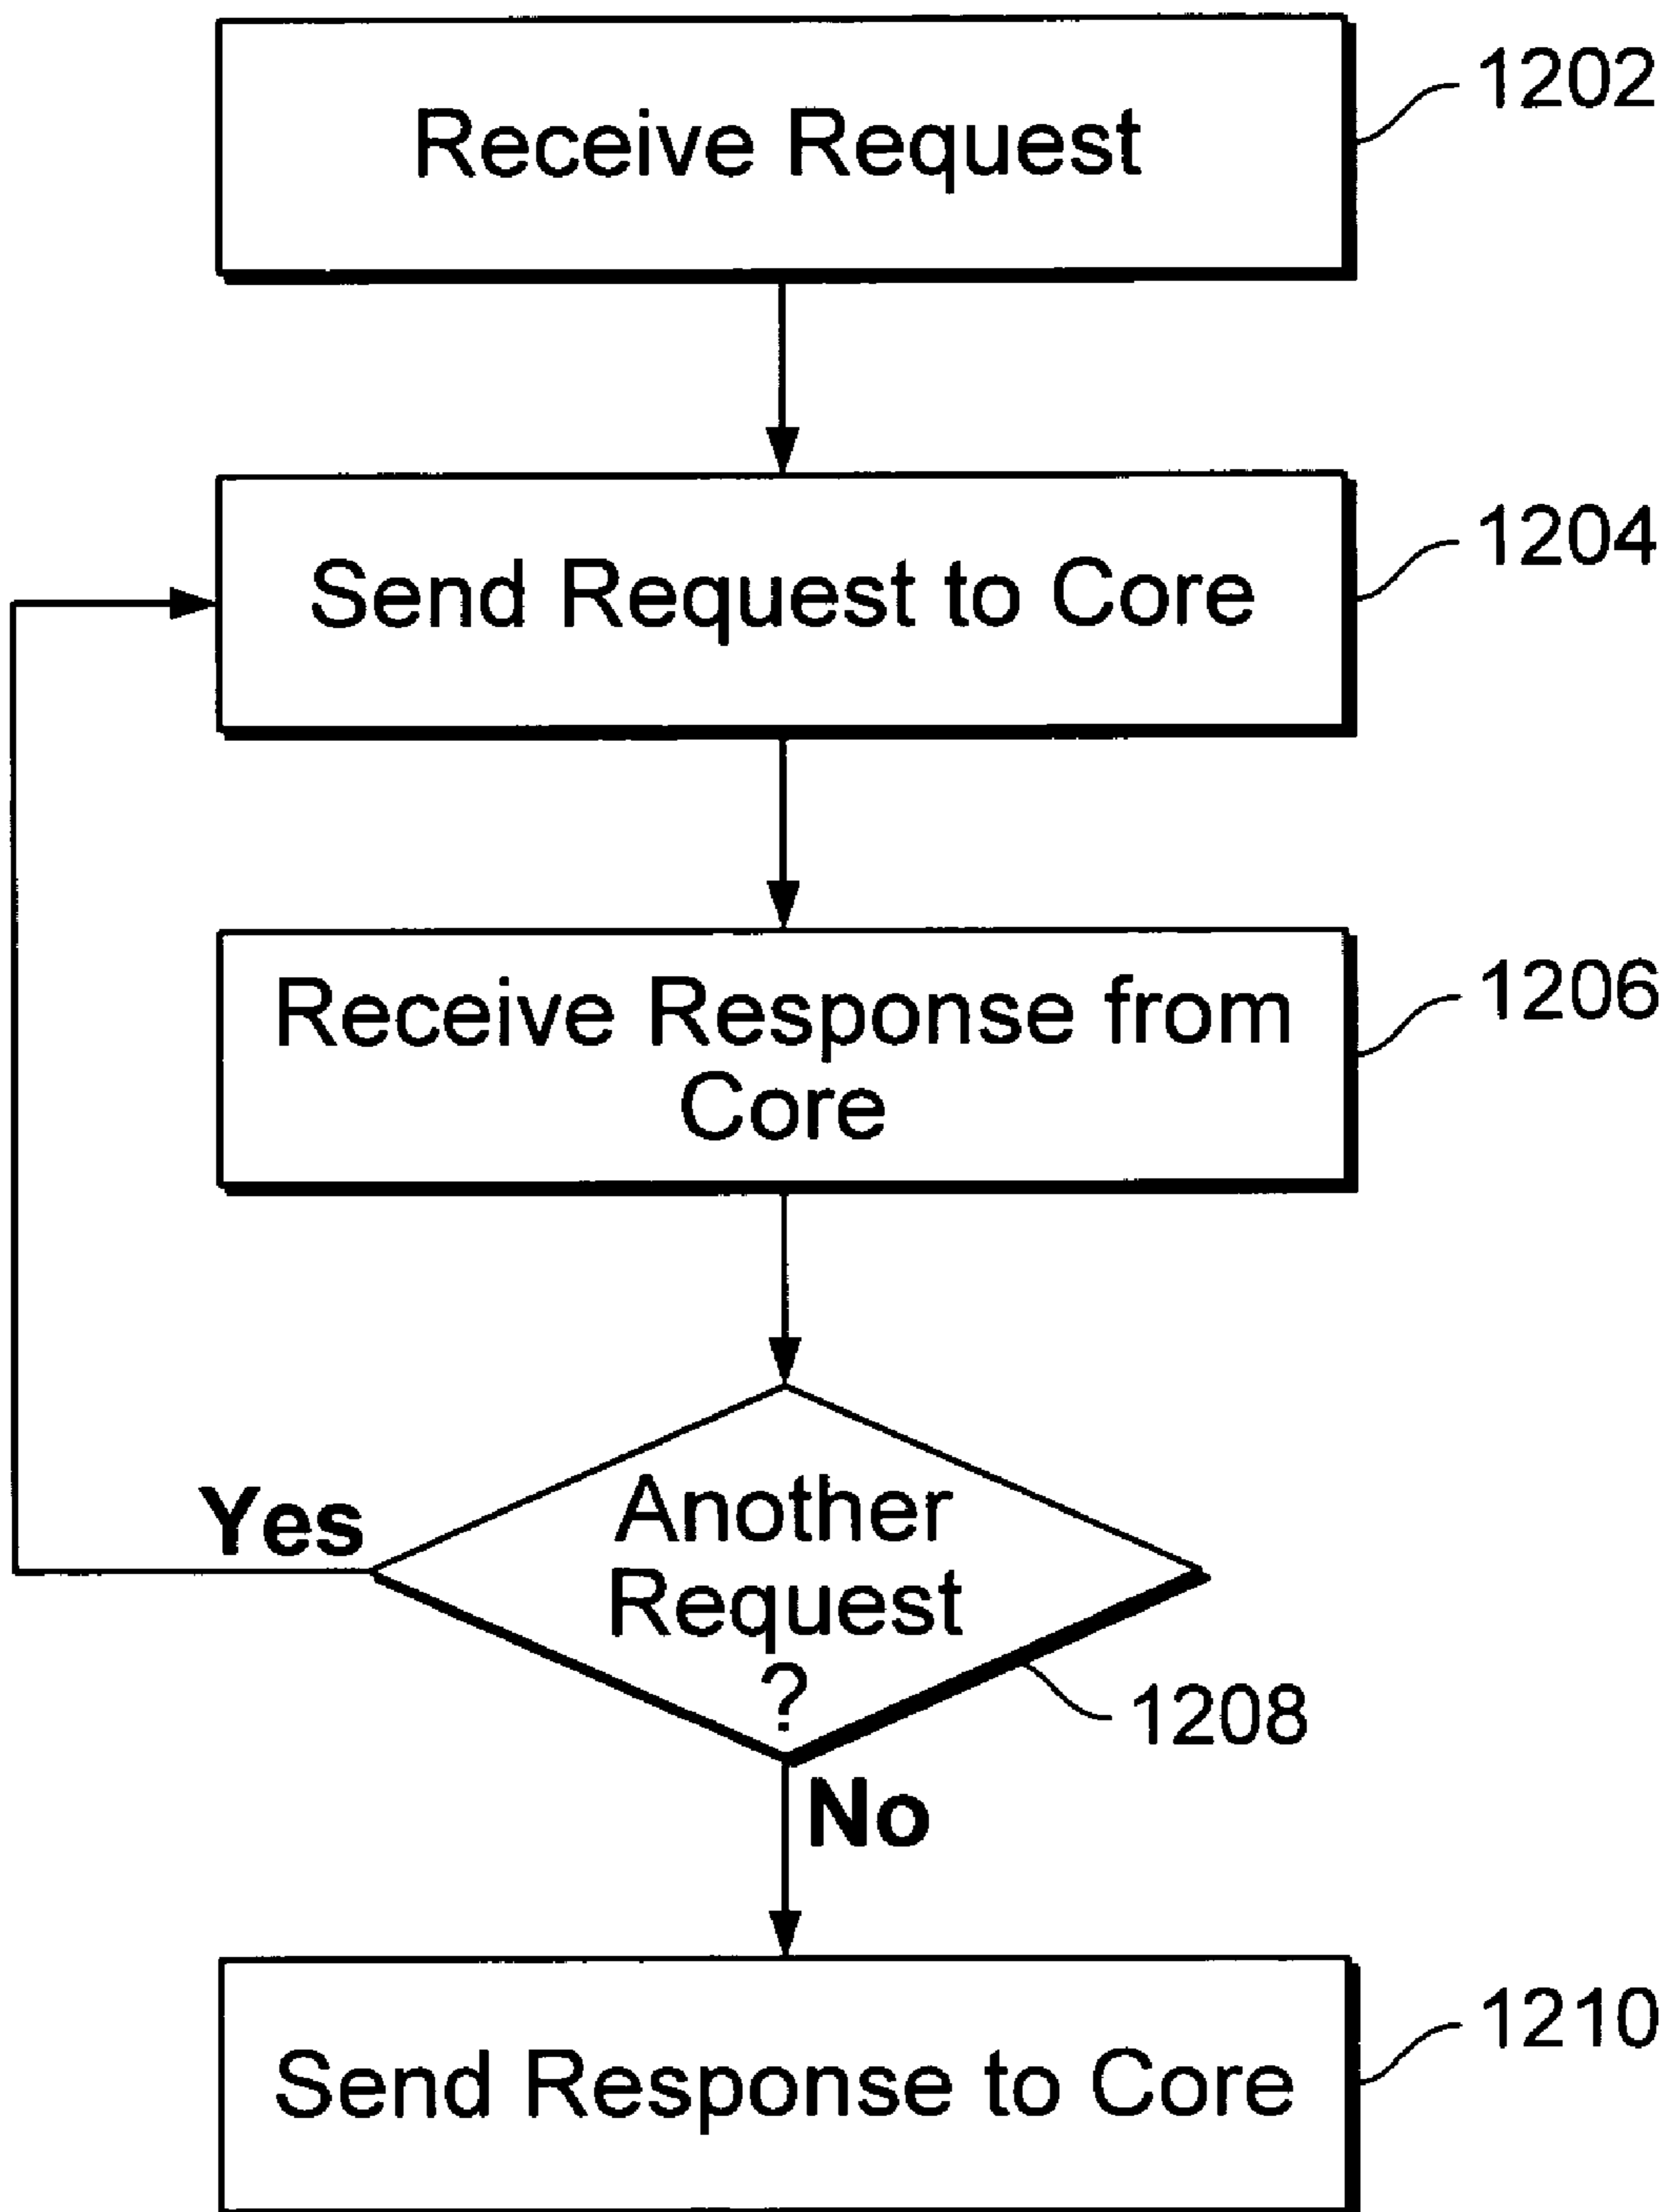 Receive Request
1202
Send Request to Core
1204
Receive Response from
Core
1206
Another
Request
?
Yes
1208
No
Send Response to Core
1210